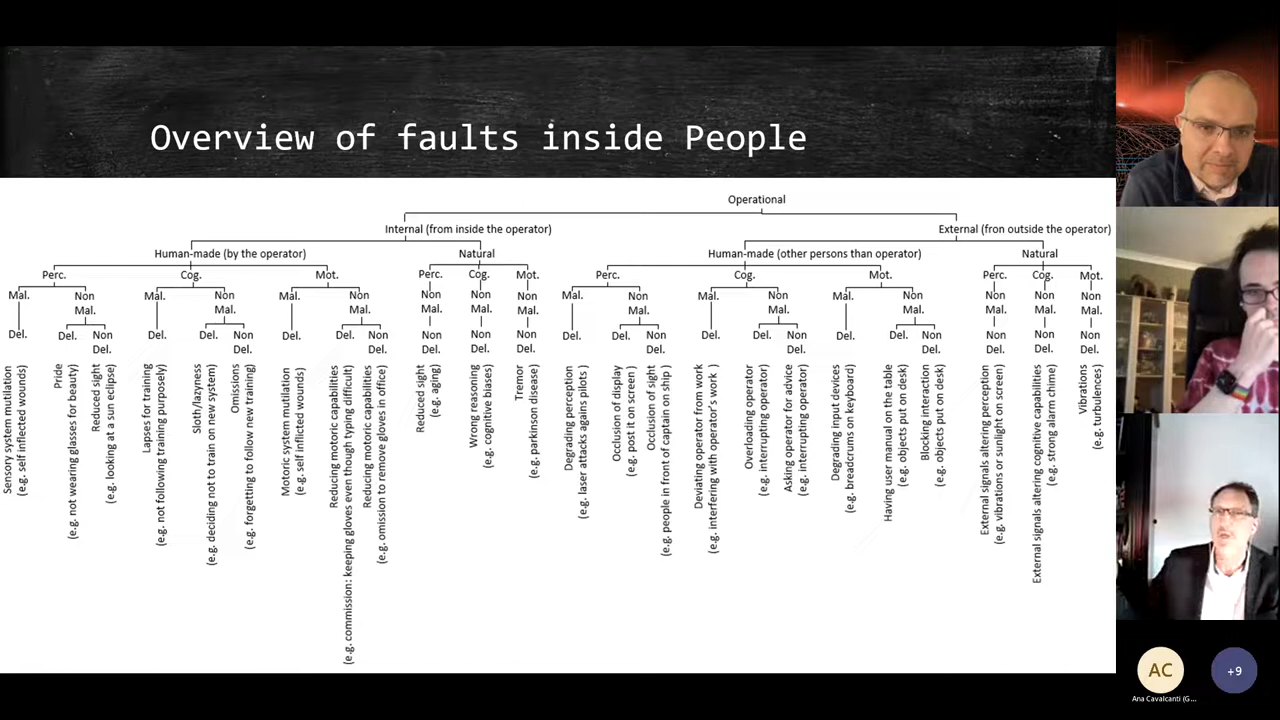 Overview of faults inside People
Operational
Internal (from inside the operator)
External (fron outside the operator)
Human-made (by the operator)
Natural
Human-made (other persons than operator)
Natural
Perc.
Cog.
Mot.
Perc.
Cog.
Mot.
Perc.
Cog.
Mot.
Perc.
Cog.
Mot.
Mal.
Non
Mal.
Mal.
Non
Mal.
Mal.
Non
Mal.
Non
Mal.
Non
Mal.
Non
Mal.
Mal.
Non
Mal.
Mal.
Non
Mal.
Mal.
Non
Mal.
Non
Mal.
Non
Mal.
Non
Mal.
Del.
Del.
Non
Del.
Del.
Del.
Non
Del.
Del.
Del.
Non
Del.
Non
Del.
Non
Del.
Non
Del.
Del.
Del.
Non
Del.
Del.
Del.
Non
Del.
Del.
Del.
Non
Del.
Non
Del.
Non
Del.
Non
Del.
Sensory system mutilation
(e.g. self inflicted wounds)
Pride
(e.g. not wearing glasses for beauty)
Reduced sight
(e.g. looking at a sun eclipse)
Lapses for training
(e.g. not following training purposely)
Sloth/lazyness
(e.g. deciding not to train on new system)
Omissions
(e.g. forgetting to follow new training)
Motoric system mutilation
(e.g. self inflicted wounds)
Reducing motoric capabilities
(e.g. commission: keeping gloves even though typing difficult)
Reducing motoric capabilities
(e.g. omission to remove gloves in office)
Reduced sight
(e.g. aging)
Wrong reasoning
(e.g. cognitive biases)
Tremor
(e.g. parkinson disease)
Degrading perception
(e.g. laser attacks agains pilots )
Occlusion of display
(e.g. post it on screen )
Occlusion of sight
(e.g. people in front of captain on ship )
Deviating operator from work
(e.g. interfering with operator's work )
Overloading operator
(e.g. interrupting operator)
Asking operator for advice
(e.g. interrupting operator)
Degrading input devices
(e.g. breadcrums on keyboard)
Having user manual on the table
(e.g. objects put on desk)
Blocking interaction
(e.g. objects put on desk)
External signals altering perception
(e.g. vibrations or sunlight on screen)
External signals altering cognitive capabilities
(e.g. strong alarm chime)
Vibrations
(e.g. turbulences)
AC
+9
Ana Cavalcanti (G...